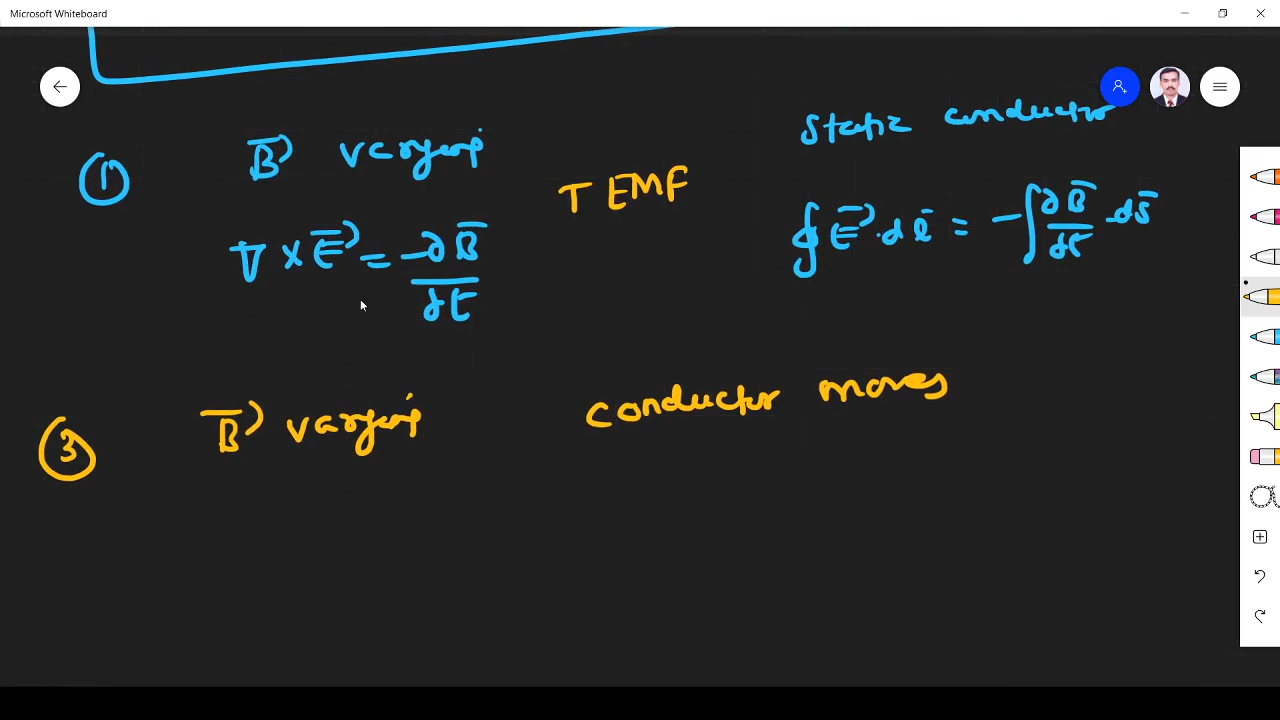 Microsoft Whiteboard
static conductor
① B̄ varying
T EMF
∇ × Ē = -∂B̄/∂t
∮ Ē · dl̄ = -∫ ∂B̄/∂t · ds̄
③ B̄ varying conductor moves